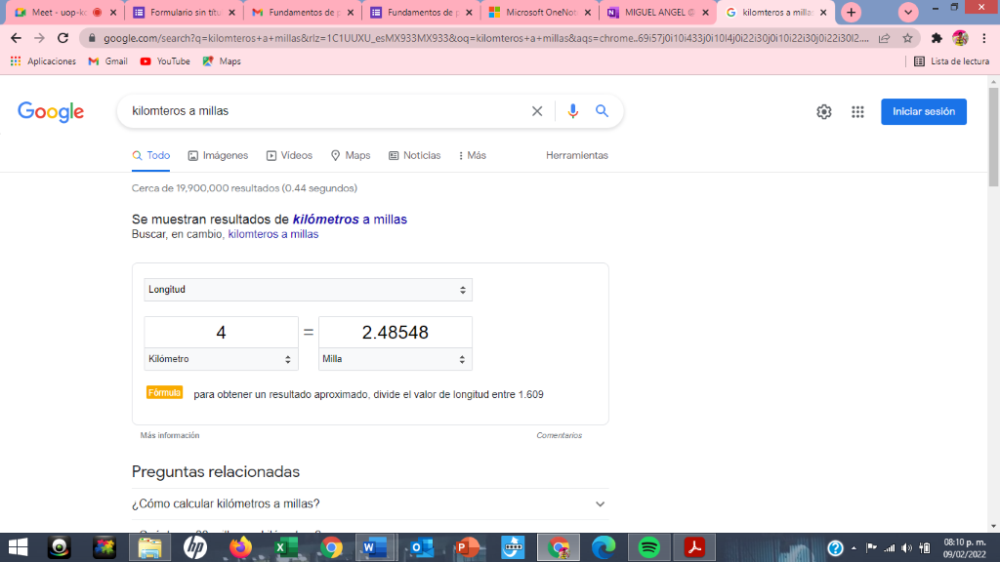 Meet - uop-k
Formulario sin títu
Fundamentos de p
Fundamentos de p
Microsoft OneNot
MIGUEL ANGEL G
kilomteros a millas
google.com/search?q=kilomteros+a+millas&rlz=1C1UUXU_esMX933MX933&oq=kilomteros+a+millas&aqs=chrome..69i57j0i10i433j0i10l4j0i22i30j0i10i22i30j0i22i30l2....
Aplicaciones Gmail YouTube Maps Lista de lectura
Google kilomteros a millas Iniciar sesión
Todo Imágenes Videos Maps Noticias Más Herramientas
Cerca de 19,900,000 resultados (0.44 segundos)
Se muestran resultados de kilómetros a millas
Buscar, en cambio, kilomteros a millas
Longitud
4 = 2.48548
Kilómetro Milla
Fórmula para obtener un resultado aproximado, divide el valor de longitud entre 1.609
Más información Comentarios
Preguntas relacionadas
¿Cómo calcular kilómetros a millas?
08:10 p. m.
09/02/2022